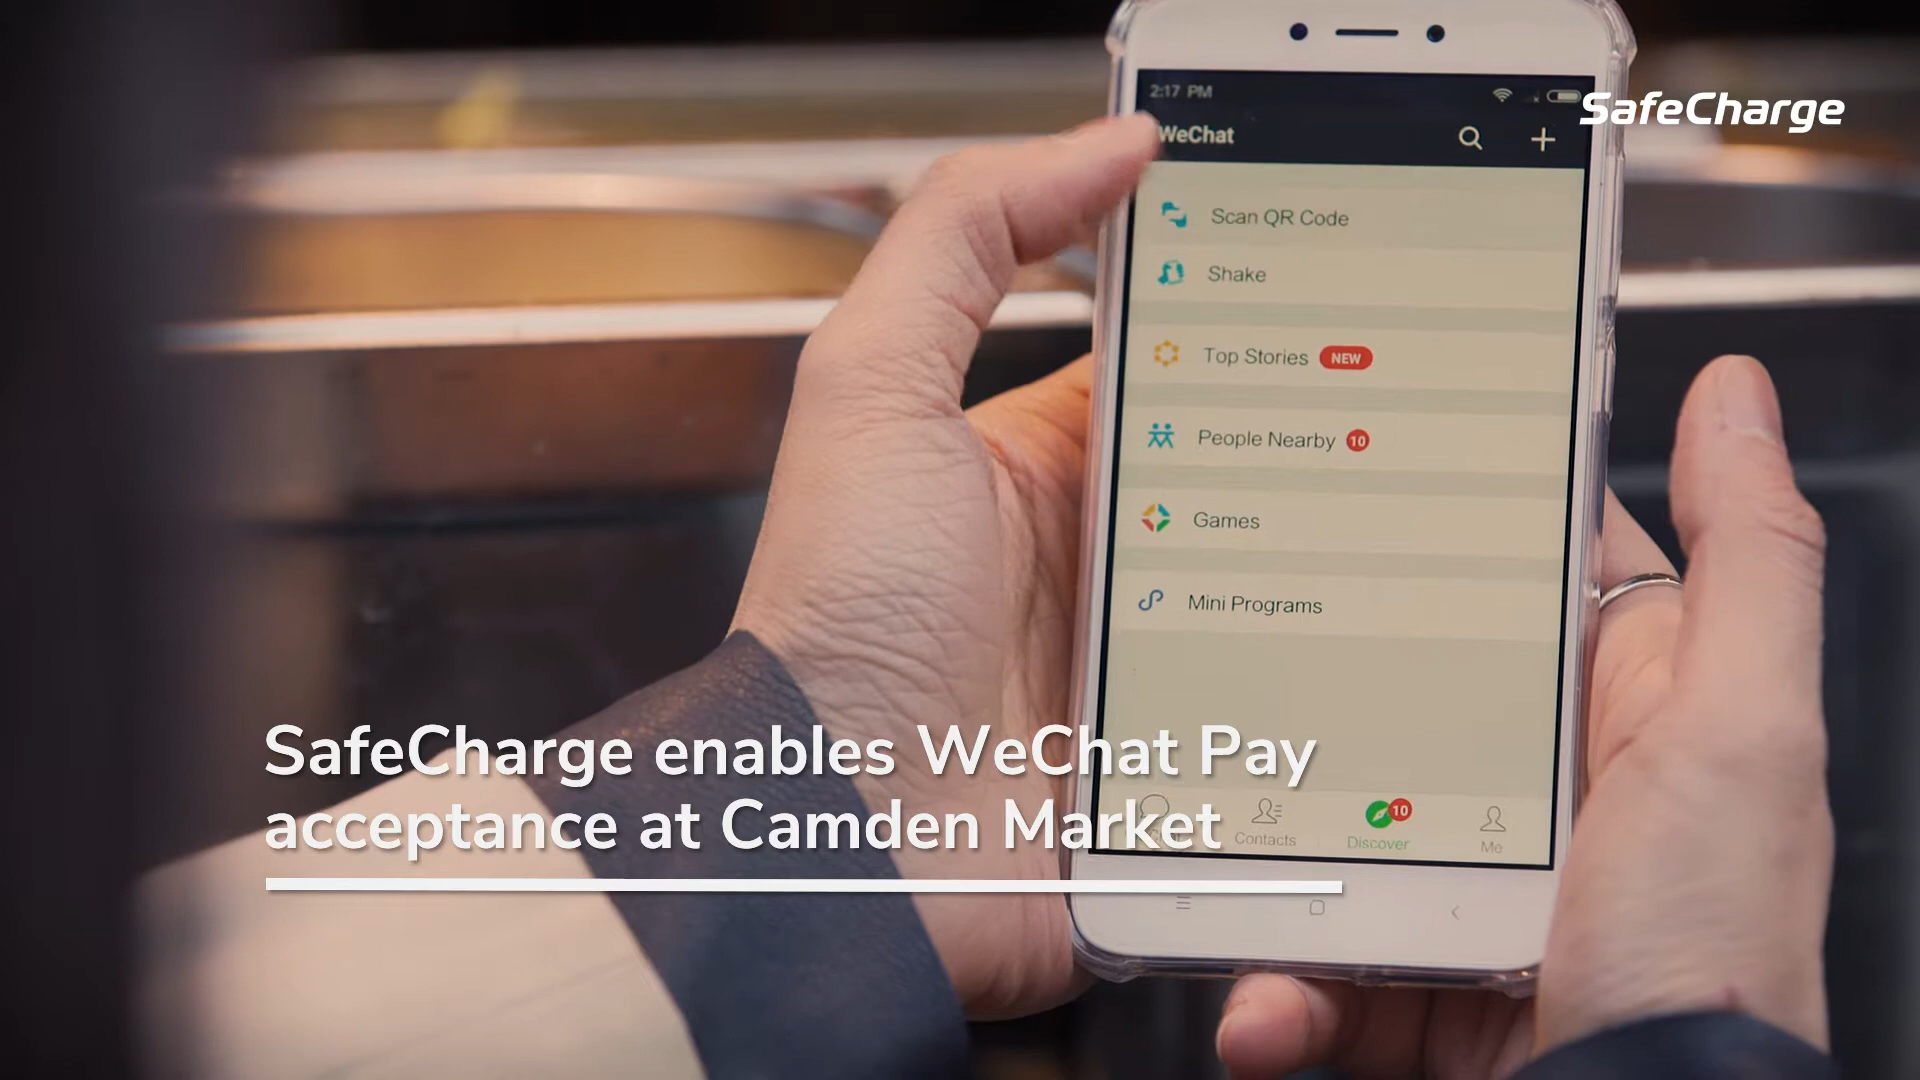 2:17 PM
SafeCharge
WeChat
Scan QR Code
Shake
Top Stories NEW
People Nearby 10
Games
Mini Programs
SafeCharge enables WeChat Pay
acceptance at Camden Market
10
Contacts
Discover
Me